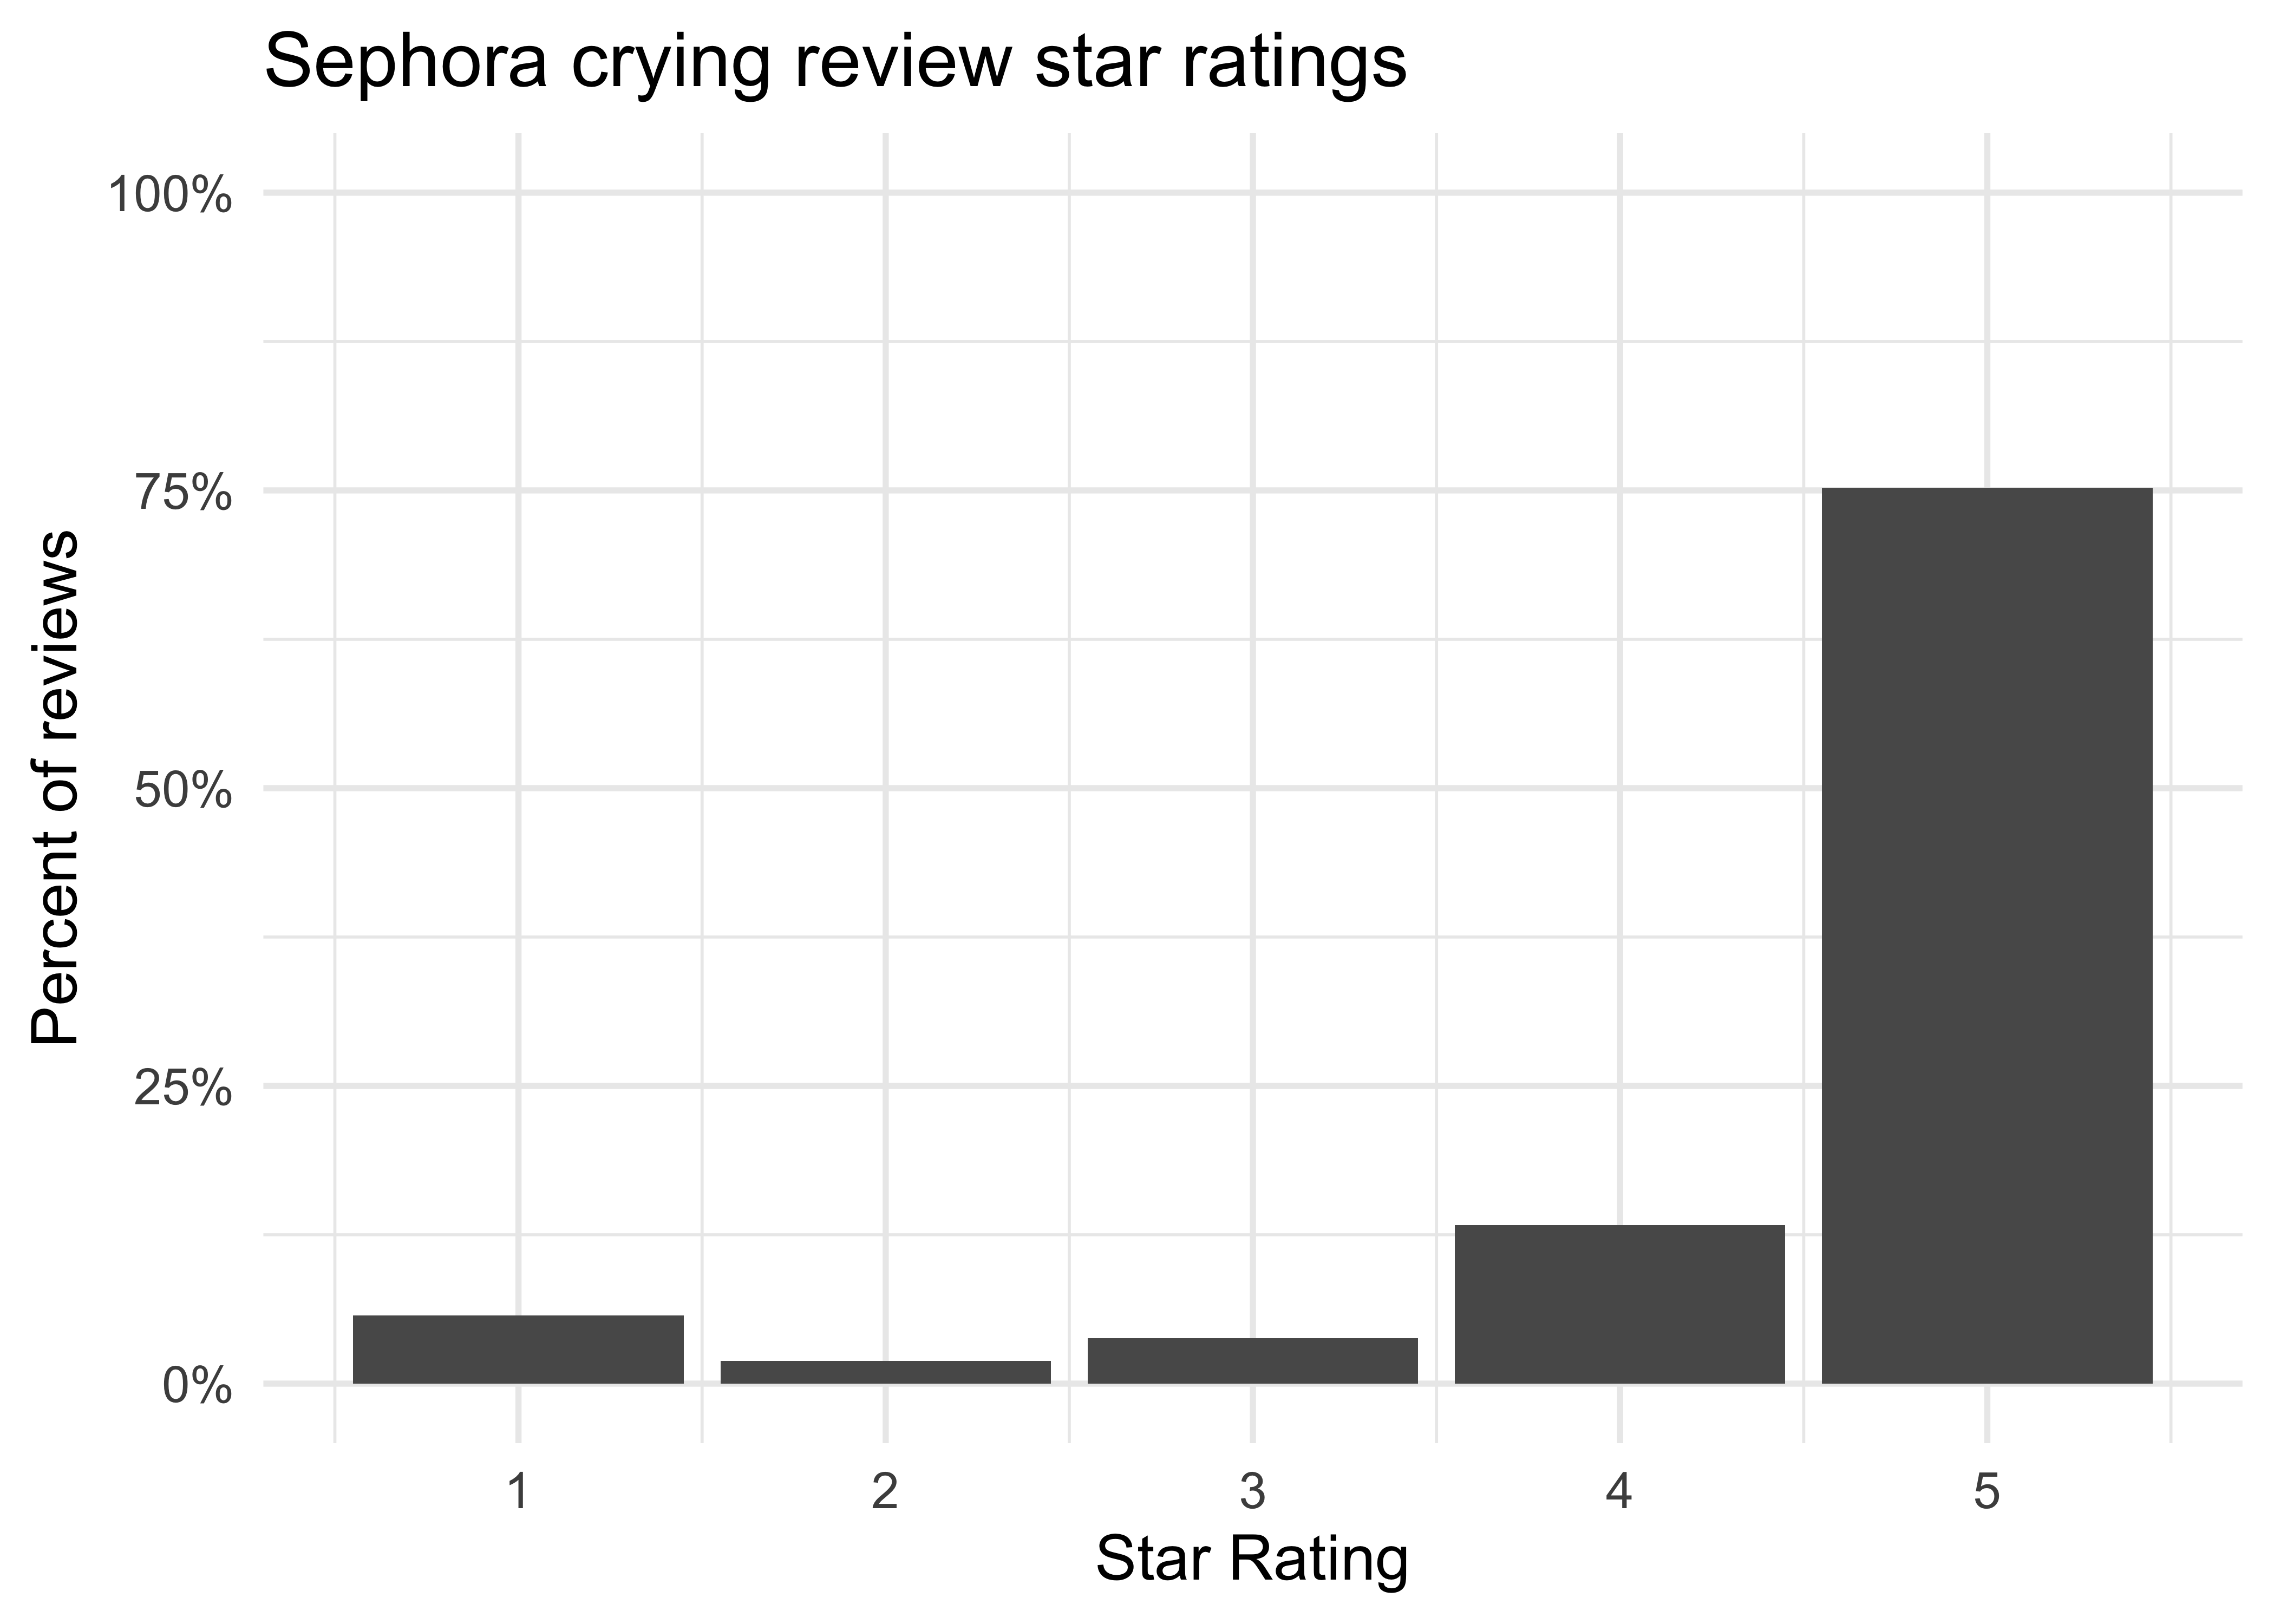 Sephora crying review star ratings
Percent of reviews
100%
75%
50%
25%
0%
1 2 3 4 5
Star Rating